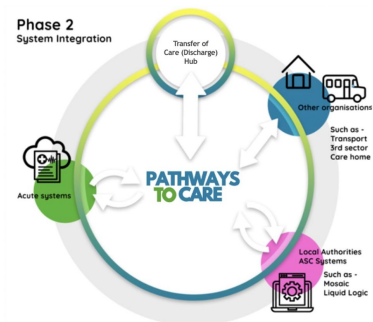 Phase 2
System Integration
Transfer of
Care (Discharge)
Hub
Other organisations
Such as -
Transport
3rd sector
Care home
Acute systems
PATHWAYS
TO CARE
Local Authorities
ASC Systems
Such as -
Mosaic
Liquid Logic